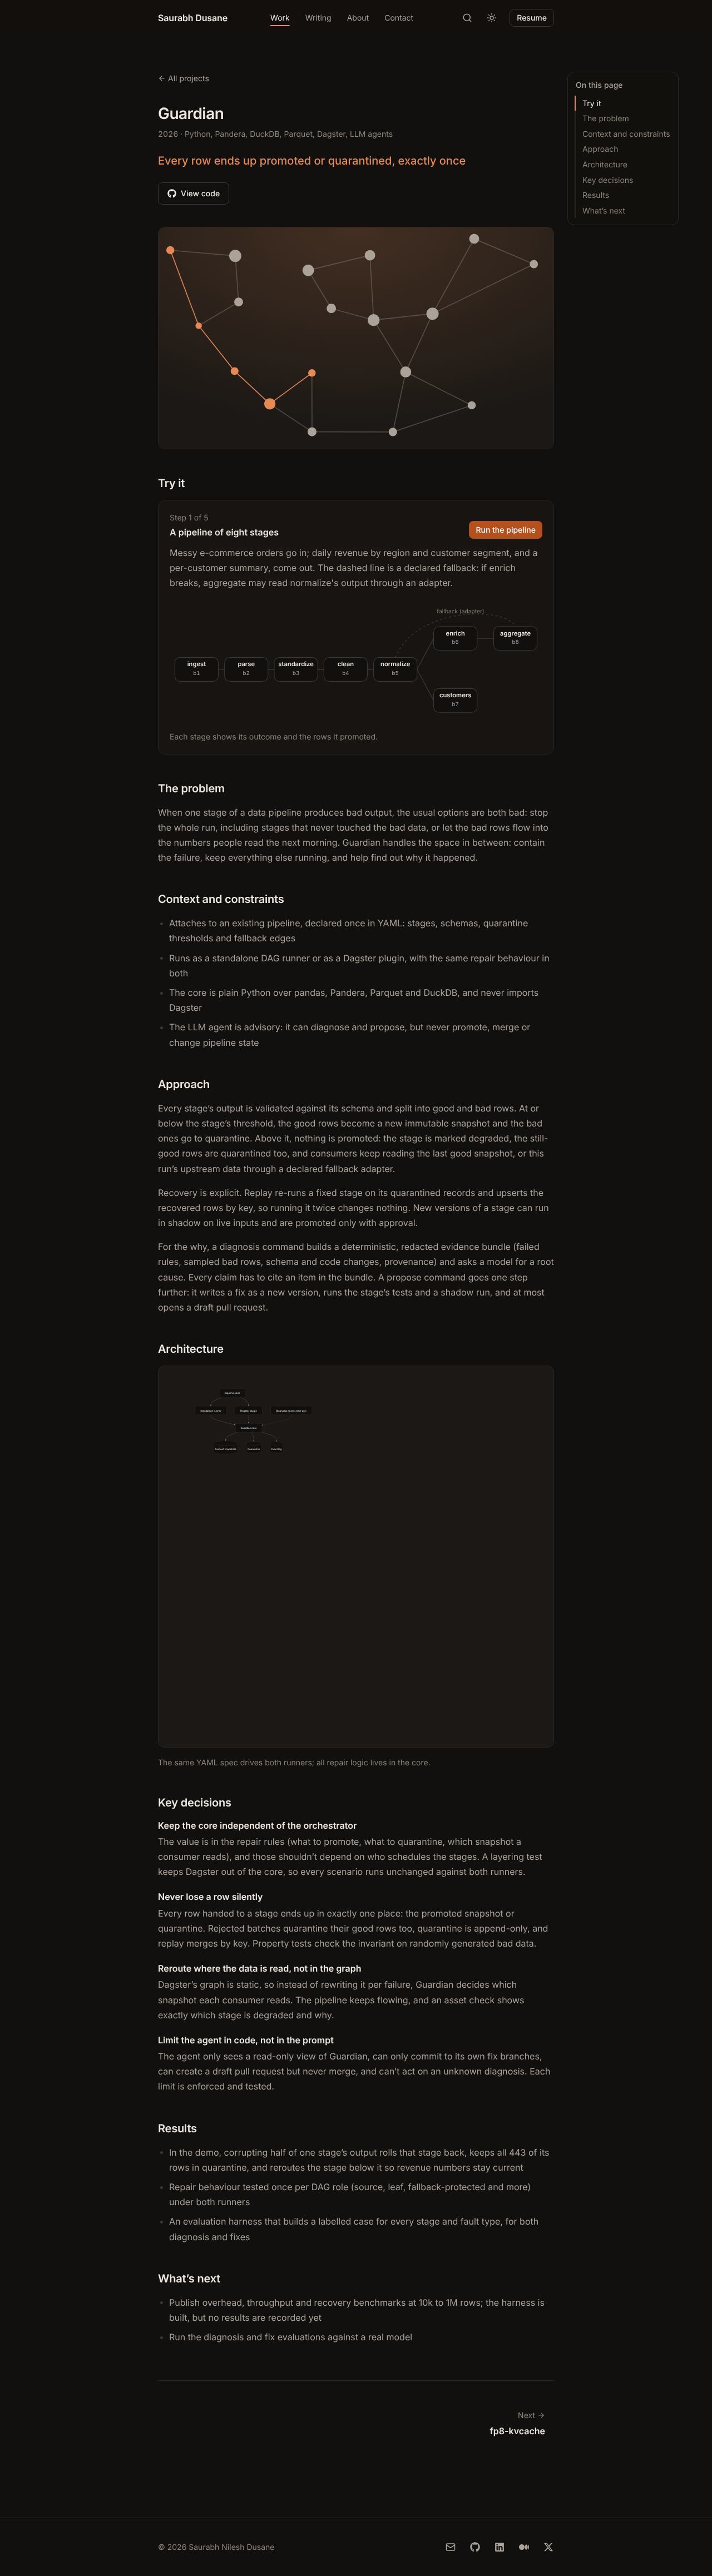 Saurabh Dusane
Work
Writing
About
Contact
Resume
← All projects
On this page
Try it
The problem
Context and constraints
Approach
Architecture
Key decisions
Results
What's next
Guardian
2026 · Python, Pandera, DuckDB, Parquet, Dagster, LLM agents
Every row ends up promoted or quarantined, exactly once
View code
Try it
Step 1 of 5
A pipeline of eight stages
Run the pipeline
Messy e-commerce orders go in; daily revenue by region and customer segment, and a
per-customer summary, come out. The dashed line is a declared fallback: if enrich
breaks, aggregate may read normalize's output through an adapter.
fallback (adapter)
enrich
b6
aggregate
b8
ingest
b1
parse
b2
standardize
b3
clean
b4
normalize
b5
customers
b7
Each stage shows its outcome and the rows it promoted.
The problem
When one stage of a data pipeline produces bad output, the usual options are both bad: stop
the whole run, including stages that never touched the bad data, or let the bad rows flow into
the numbers people read the next morning. Guardian handles the space in between: contain
the failure, keep everything else running, and help find out why it happened.
Context and constraints
Attaches to an existing pipeline, declared once in YAML: stages, schemas, quarantine
thresholds and fallback edges
Runs as a standalone DAG runner or as a Dagster plugin, with the same repair behaviour in
both
The core is plain Python over pandas, Pandera, Parquet and DuckDB, and never imports
Dagster
The LLM agent is advisory: it can diagnose and propose, but never promote, merge or
change pipeline state
Approach
Every stage's output is validated against its schema and split into good and bad rows. At or
below the stage's threshold, the good rows become a new immutable snapshot and the bad
ones go to quarantine. Above it, nothing is promoted: the stage is marked degraded, the still-
good rows are quarantined too, and consumers keep reading the last good snapshot, or this
run's upstream data through a declared fallback adapter.
Recovery is explicit. Replay re-runs a fixed stage on its quarantined records and upserts the
recovered rows by key, so running it twice changes nothing. New versions of a stage can run
in shadow on live inputs and are promoted only with approval.
For the why, a diagnosis command builds a deterministic, redacted evidence bundle (failed
rules, sampled bad rows, schema and code changes, provenance) and asks a model for a root
cause. Every claim has to cite an item in the bundle. A propose command goes one step
further: it writes a fix as a new version, runs the stage's tests and a shadow run, and at most
opens a draft pull request.
Architecture
The same YAML spec drives both runners; all repair logic lives in the core.
Key decisions
Keep the core independent of the orchestrator
The value is in the repair rules (what to promote, what to quarantine, which snapshot a
consumer reads), and those shouldn't depend on who schedules the stages. A layering test
keeps Dagster out of the core, so every scenario runs unchanged against both runners.
Never lose a row silently
Every row handed to a stage ends up in exactly one place: the promoted snapshot or
quarantine. Rejected batches quarantine their good rows too, quarantine is append-only, and
replay merges by key. Property tests check the invariant on randomly generated bad data.
Reroute where the data is read, not in the graph
Dagster's graph is static, so instead of rewriting it per failure, Guardian decides which
snapshot each consumer reads. The pipeline keeps flowing, and an asset check shows
exactly which stage is degraded and why.
Limit the agent in code, not in the prompt
The agent only sees a read-only view of Guardian, can only commit to its own fix branches,
can create a draft pull request but never merge, and can't act on an unknown diagnosis. Each
limit is enforced and tested.
Results
In the demo, corrupting half of one stage's output rolls that stage back, keeps all 443 of its
rows in quarantine, and reroutes the stage below it so revenue numbers stay current
Repair behaviour tested once per DAG role (source, leaf, fallback-protected and more)
under both runners
An evaluation harness that builds a labelled case for every stage and fault type, for both
diagnosis and fixes
What's next
Publish overhead, throughput and recovery benchmarks at 10k to 1M rows; the harness is
built, but no results are recorded yet
Run the diagnosis and fix evaluations against a real model
Next →
fp8-kvcache
© 2026 Saurabh Nilesh Dusane